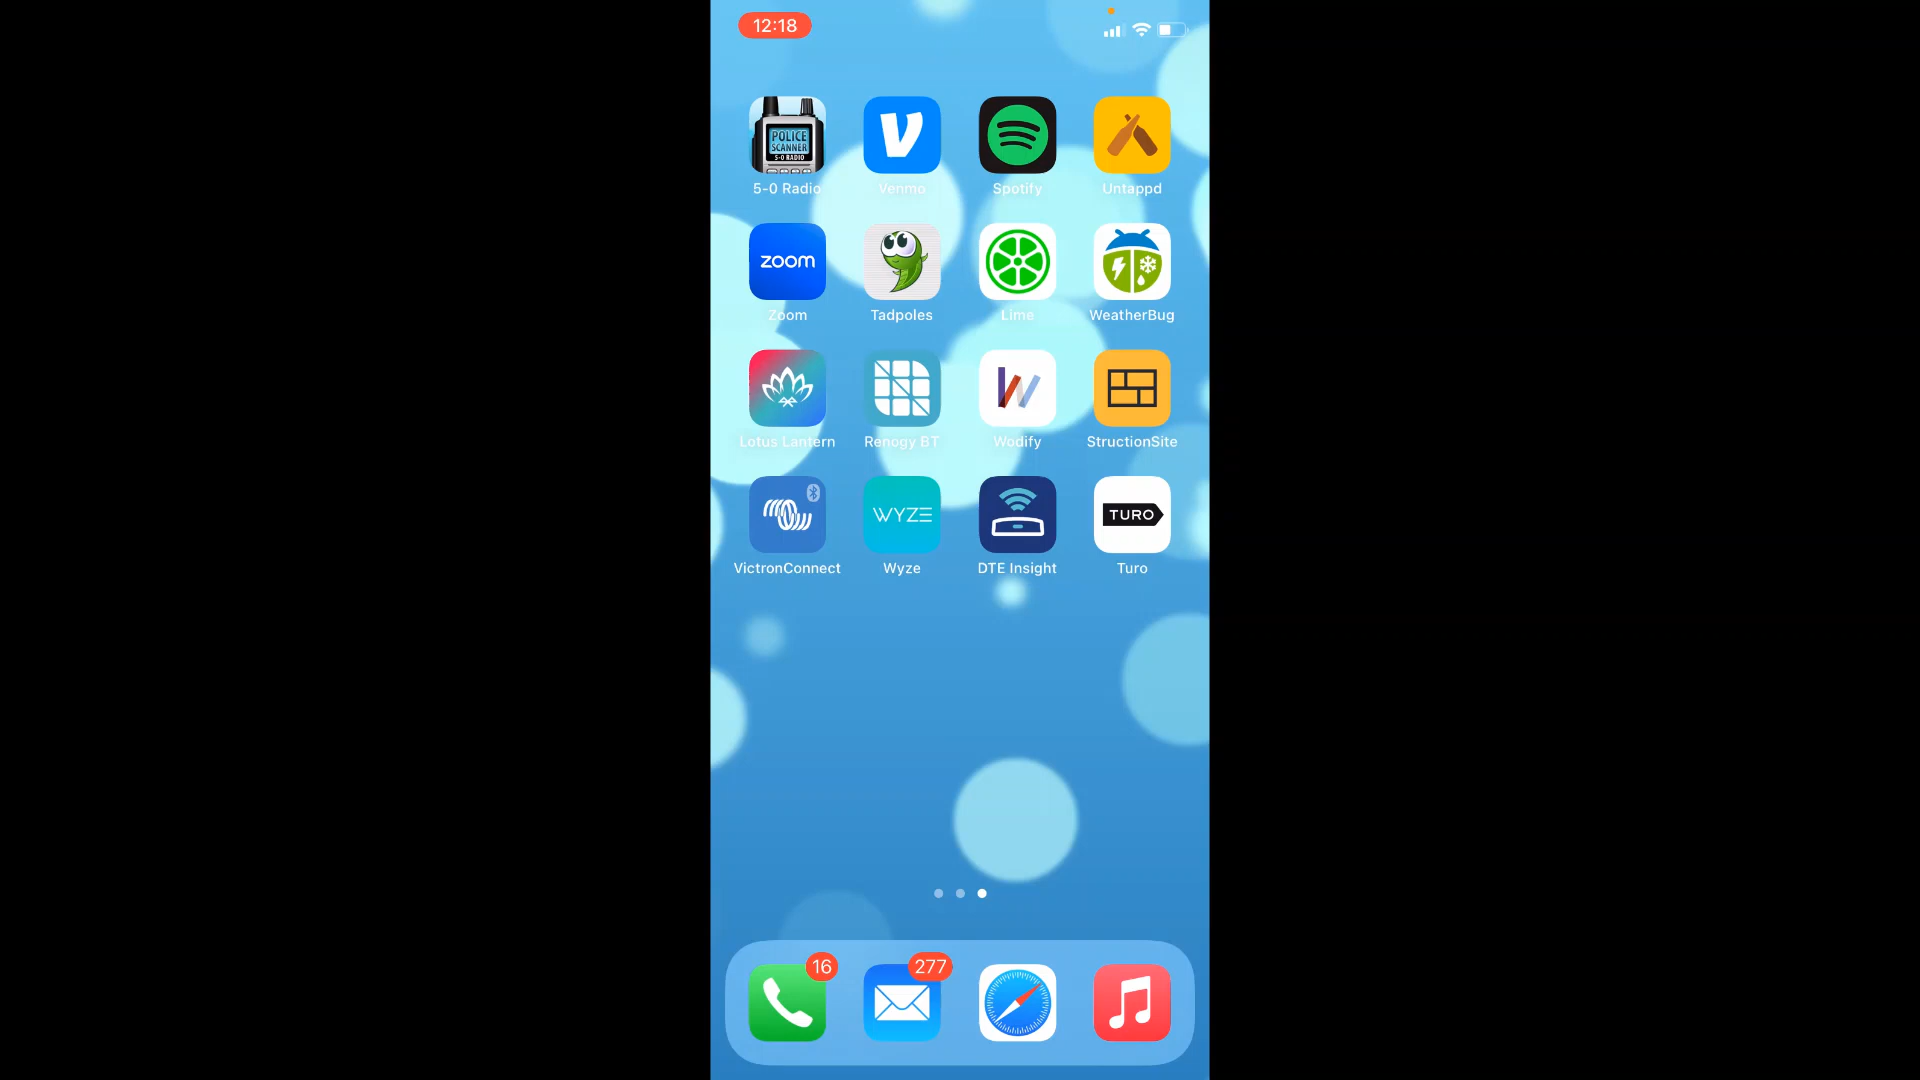 12:18
POLICE
SCANNER
5-0 RADIO
5-0 Radio
Venmo
Spotify
Untappd
zoom
Zoom
Tadpoles
Lime
WeatherBug
Lotus Lantern
Renogy BT
Wodify
StructionSite
WYZE
TURO
VictronConnect
Wyze
DTE Insight
Turo
16
277